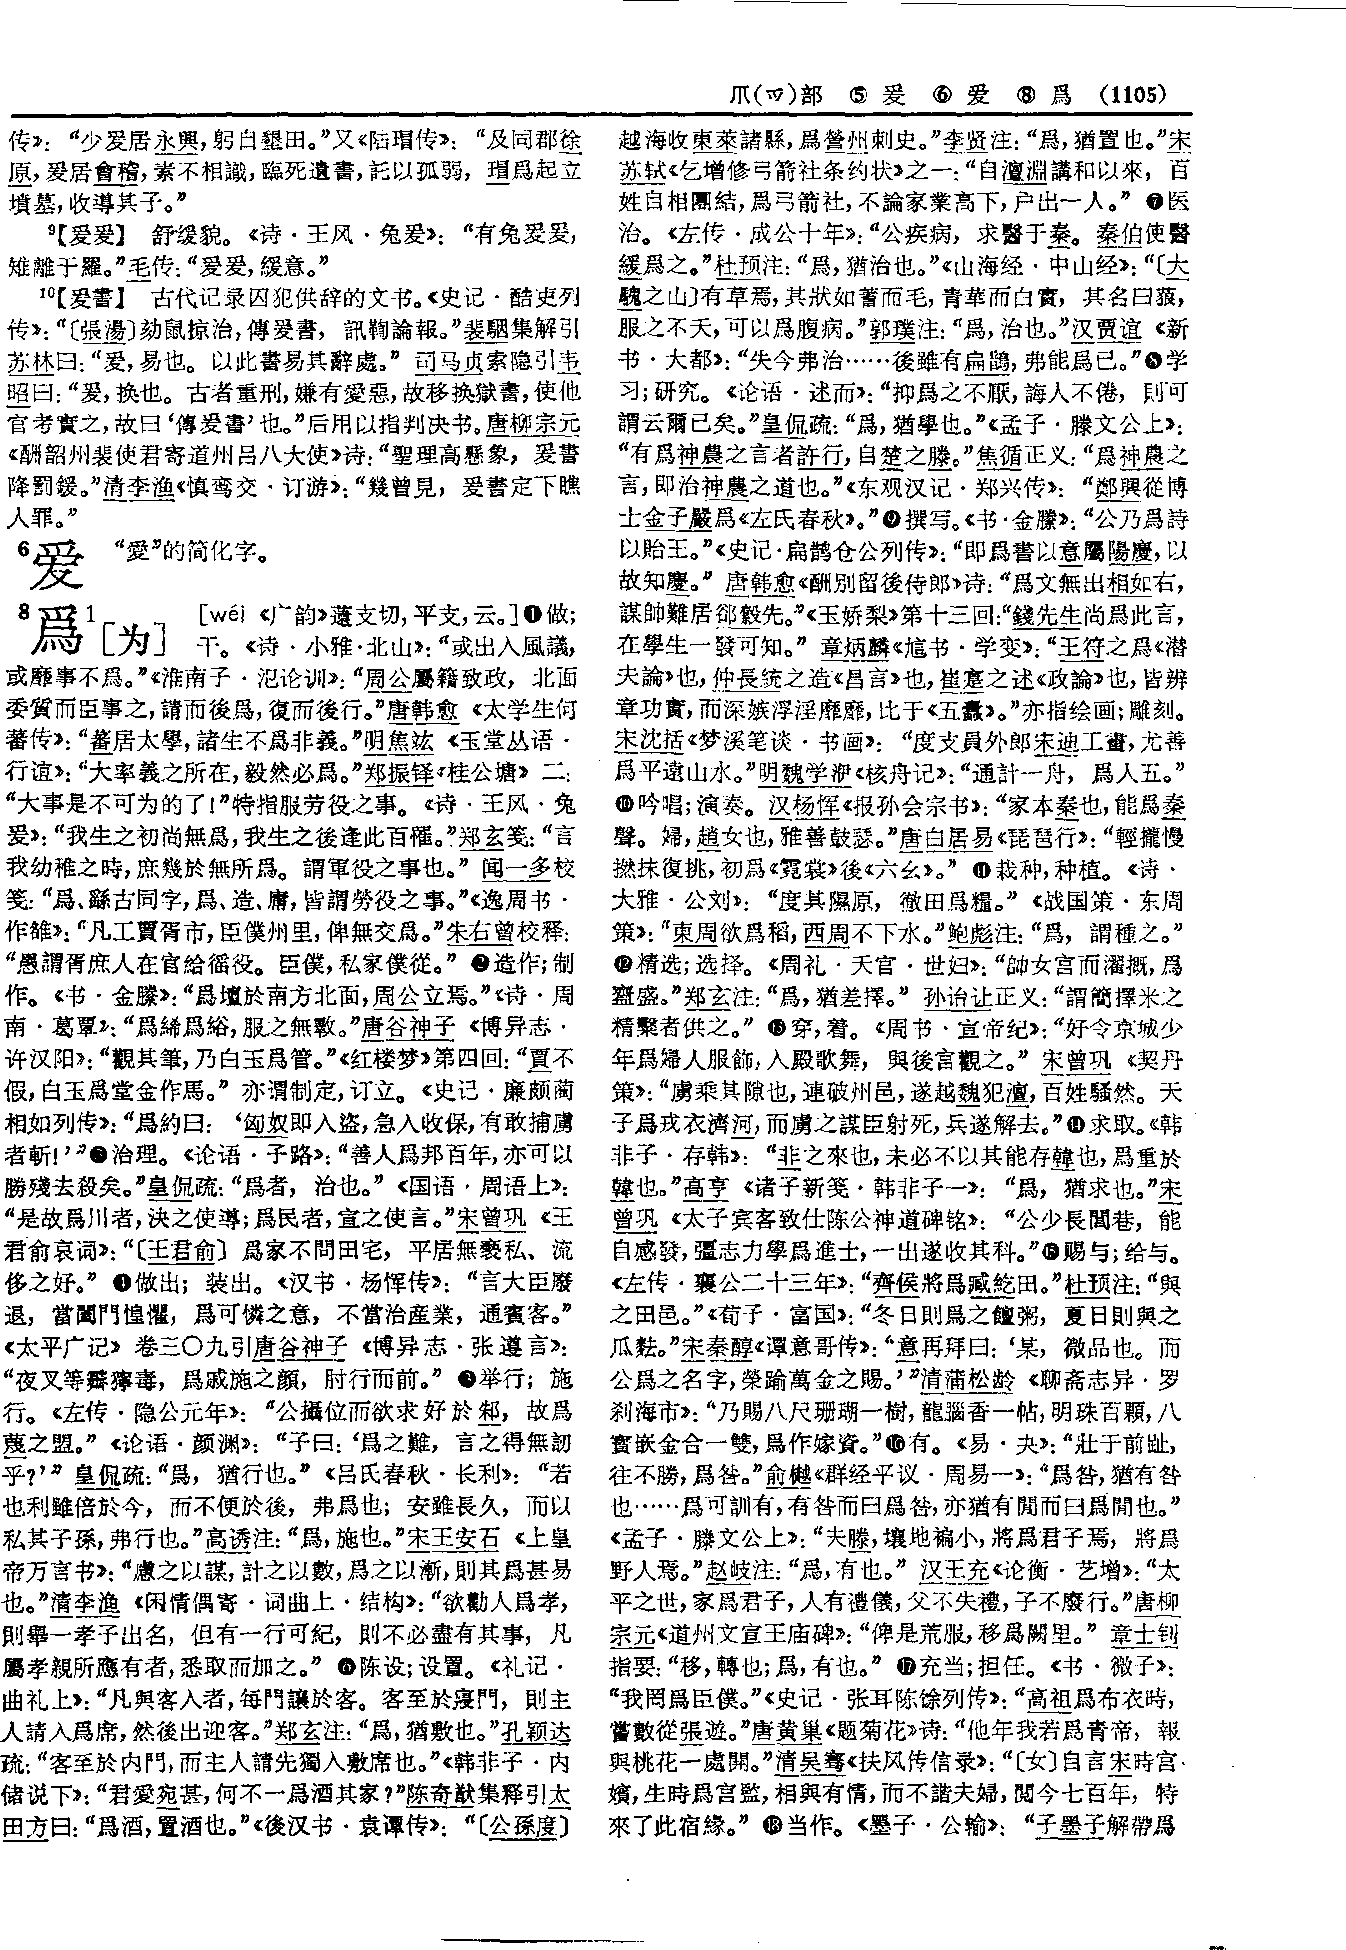 爪(爫)部 ⑤ 爰 ⑥ 爱 ⑧ 爲 (1105)
传》：“少爰居永興，躬自墾田。”又《陆瑁传》：“及同郡徐
原，爰居會稽，素不相識，臨死遺書，託以孤弱，瑁爲起立
墳墓，收導其子。”
⁹【爰爰】 舒缓貌。《诗·王风·兔爰》：“有兔爰爰，
雉離于羅。”毛传：“爰爰，緩意。”
¹⁰【爰書】 古代记录囚犯供辞的文书。《史记·酷吏列
传》：“〔張湯〕劾鼠掠治，傳爰書，訊鞫論報。”裴駰集解引
苏林曰：“爰，易也。以此書易其辭處。” 司马贞索隐引韦
昭曰：“爰，换也。古者重刑，嫌有愛惡，故移换獄書，使他
官考實之，故曰‘傳爰書’也。”后用以指判决书。唐柳宗元
《酬韶州裴使君寄道州吕八大使》诗：“聖理高懸象，爰書
降罰鍰。”清李渔《慎鸾交·订游》：“幾曾見，爰書定下瞧
人罪。”
6 爱 “愛”的简化字。
8 爲¹［为］ [wéi 《广韵》薳支切，平支，云。]❶做；
干。《诗·小雅·北山》：“或出入風議，
或靡事不爲。”《淮南子·氾论训》：“周公屬籍致政，北面
委質而臣事之，請而後爲，復而後行。”唐韩愈《太学生何
蕃传》：“蕃居太學，諸生不爲非義。”明焦竑《玉堂丛语·
行谊》：“大率義之所在，毅然必爲。”郑振铎《桂公塘》二：
“大事是不可为的了！”特指服劳役之事。《诗·王风·兔
爰》：“我生之初尚無爲，我生之後逢此百罹。”郑玄笺：“言
我幼稚之時，庶幾於無所爲。謂軍役之事也。” 闻一多校
笺：“爲、繇古同字，爲、造、庸，皆謂勞役之事。”《逸周书·
作雒》：“凡工賈胥市，臣僕州里，俾無交爲。”朱右曾校释：
“愚謂胥庶人在官給徭役。臣僕，私家僕從。” ❷造作；制
作。《书·金縢》：“爲壇於南方北面，周公立焉。”《诗·周
南·葛覃》：“爲絺爲綌，服之無斁。”唐谷神子《博异志·
许汉阳》：“觀其筆，乃白玉爲管。”《红楼梦》第四回：“賈不
假，白玉爲堂金作馬。” 亦谓制定，订立。《史记·廉颇蔺
相如列传》：“爲約曰：‘匈奴即入盜，急入收保，有敢捕虜
者斬！’”❸治理。《论语·子路》：“善人爲邦百年，亦可以
勝殘去殺矣。”皇侃疏：“爲者，治也。”《国语·周语上》：
“是故爲川者，決之使導；爲民者，宣之使言。”宋曾巩《王
君俞哀词》：“〔王君俞〕爲家不問田宅，平居無褻私、流
侈之好。” ❹做出；装出。《汉书·杨恽传》：“言大臣廢
退，當闔門惶懼，爲可憐之意，不當治産業，通賓客。”
《太平广记》卷三〇九引唐谷神子《博异志·张遵言》：
“夜叉等霹獰毒，爲戚施之顔，肘行而前。” ❺举行；施
行。《左传·隐公元年》：“公攝位而欲求好於邾，故爲
蔑之盟。”《论语·颜渊》：“子曰：‘爲之難，言之得無訒
乎？’” 皇侃疏：“爲，猶行也。”《吕氏春秋·长利》：“若
也利雖倍於今，而不便於後，弗爲也；安雖長久，而以
私其子孫，弗行也。”高诱注：“爲，施也。”宋王安石《上皇
帝万言书》：“慮之以謀，計之以數，爲之以漸，則其爲甚易
也。”清李渔《闲情偶寄·词曲上·结构》：“欲勸人爲孝，
則舉一孝子出名，但有一行可紀，則不必盡有其事，凡
屬孝親所應有者，悉取而加之。” ❻陈设；设置。《礼记·
曲礼上》：“凡與客入者，每門讓於客。客至於寢門，則主
人請入爲席，然後出迎客。”郑玄注：“爲，猶敷也。”孔颖达
疏：“客至於内門，而主人請先獨入敷席也。”《韩非子·内
储说下》：“君愛宛甚，何不一爲酒其家？”陈奇猷集释引太
田方曰：“爲酒，置酒也。”《後汉书·袁谭传》：“〔公孫度〕
越海收東萊諸縣，爲營州刺史。”李贤注：“爲，猶置也。”宋
苏轼《乞增修弓箭社条约状》之一：“自澶淵講和以來，百
姓自相團結，爲弓箭社，不論家業高下，户出一人。” ❼医
治。《左传·成公十年》：“公疾病，求醫于秦。秦伯使醫
緩爲之。”杜预注：“爲，猶治也。”《山海经·中山经》：“〔大
騩之山〕有草焉，其狀如蓍而毛，青華而白實，其名曰𦽰，
服之不夭，可以爲腹病。”郭璞注：“爲，治也。”汉贾谊《新
书·大都》：“失今弗治……後雖有扁鵲，弗能爲已。”❽学
习；研究。《论语·述而》：“抑爲之不厭，誨人不倦，則可
謂云爾已矣。”皇侃疏：“爲，猶學也。”《孟子·滕文公上》：
“有爲神農之言者許行，自楚之滕。”焦循正义：“爲神農之
言，即治神農之道也。”《东观汉记·郑兴传》：“鄭興從博
士金子嚴爲《左氏春秋》。”❾撰写。《书·金縢》：“公乃爲詩
以貽王。”《史记·扁鹊仓公列传》：“即爲書以意屬陽慶，以
故知慶。” 唐韩愈《酬别留後侍郎》诗：“爲文無出相如右，
謀帥難居郤縠先。”《玉娇梨》第十三回：“錢先生尚爲此言，
在學生一發可知。” 章炳麟《訄书·学变》：“王符之爲《潜
夫論》也，仲長統之造《昌言》也，崔寔之述《政論》也，皆辨
章功實，而深嫉浮淫靡靡，比于《五蠹》。”亦指绘画；雕刻。
宋沈括《梦溪笔谈·书画》：“度支員外郎宋迪工畫，尤善
爲平遠山水。”明魏学洢《核舟记》：“通計一舟，爲人五。”
❿吟唱；演奏。汉杨恽《报孙会宗书》：“家本秦也，能爲秦
聲。婦，趙女也，雅善鼓瑟。”唐白居易《琵琶行》：“輕攏慢
撚抹復挑，初爲《霓裳》後《六幺》。” ⓫栽种，种植。《诗·
大雅·公刘》：“度其隰原，徹田爲糧。”《战国策·东周
策》：“東周欲爲稻，西周不下水。”鲍彪注：“爲，謂種之。”
⓬精选；选择。《周礼·天官·世妇》：“帥女宫而濯摡，爲
齍盛。”郑玄注：“爲，猶差擇。” 孙诒让正义：“謂簡擇米之
精鑿者供之。” ⓭穿，着。《周书·宣帝纪》：“好令京城少
年爲婦人服飾，入殿歌舞，與後宫觀之。” 宋曾巩《契丹
策》：“虜乘其隙也，連破州邑，遂越魏犯澶，百姓騷然。天
子爲戎衣濟河，而虜之謀臣射死，兵遂解去。”⓮求取。《韩
非子·存韩》：“非之來也，未必不以其能存韓也，爲重於
韓也。”高亨《诸子新笺·韩非子一》：“爲，猶求也。”宋
曾巩《太子宾客致仕陈公神道碑铭》：“公少長閭巷，能
自感發，彊志力學爲進士，一出遂收其科。”⓯赐与；给与。
《左传·襄公二十三年》：“齊侯將爲臧紇田。”杜预注：“與
之田邑。”《荀子·富国》：“冬日則爲之饘粥，夏日則與之
瓜麮。”宋秦醇《谭意哥传》：“意再拜曰：‘某，微品也。而
公爲之名字，榮踰萬金之賜。’”清蒲松龄《聊斋志异·罗
刹海市》：“乃賜八尺珊瑚一樹，龍腦香一帖，明珠百顆，八
寶嵌金合一雙，爲作嫁資。”⓰有。《易·夬》：“壯于前趾，
往不勝，爲咎。”俞樾《群经平议·周易一》：“爲咎，猶有咎
也……爲可訓有，有咎而曰爲咎，亦猶有閒而曰爲閒也。”
《孟子·滕文公上》：“夫滕，壤地褊小，將爲君子焉，將爲
野人焉。”赵岐注：“爲，有也。” 汉王充《论衡·艺增》：“太
平之世，家爲君子，人有禮儀，父不失禮，子不廢行。”唐柳
宗元《道州文宣王庙碑》：“俾是荒服，移爲闕里。” 章士钊
指要：“移，轉也；爲，有也。” ⓱充当；担任。《书·微子》：
“我罔爲臣僕。”《史记·张耳陈馀列传》：“高祖爲布衣時，
嘗數從張遊。”唐黄巢《题菊花》诗：“他年我若爲青帝，報
與桃花一處開。”清吴骞《扶风传信录》：“〔女〕自言宋時宫
嬪，生時爲宫監，相與有情，而不諧夫婦，閲今七百年，特
來了此宿緣。” ⓲当作。《墨子·公输》：“子墨子解帶爲